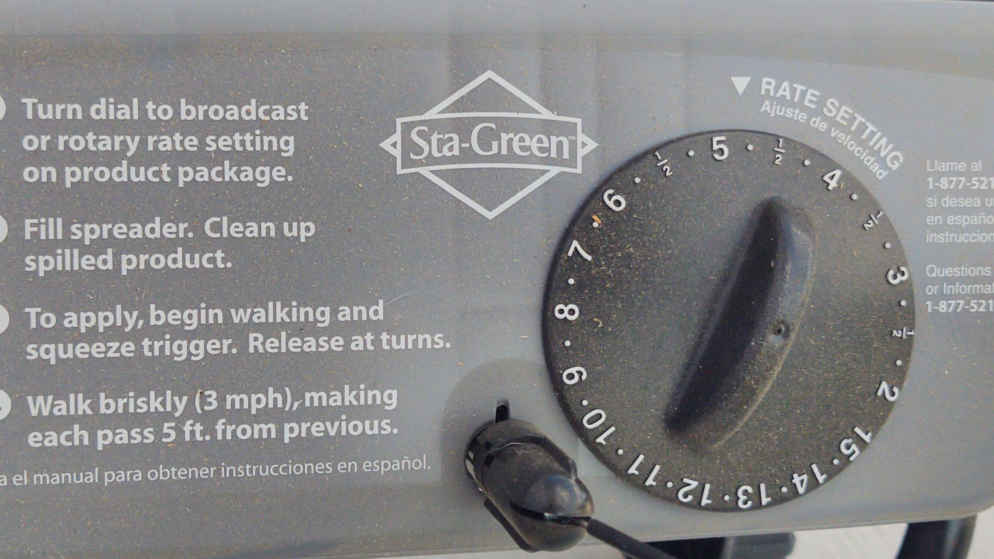 Turn dial to broadcast
or rotary rate setting
on product package.
Fill spreader. Clean up
spilled product.
To apply, begin walking and
squeeze trigger. Release at turns.
Walk briskly (3 mph), making
each pass 5 ft. from previous.
a el manual para obtener instrucciones en español.
Sta-Green™
▼ RATE SETTING
Ajuste de velocidad
2 · ½ · 3 · ½ · 4 · ½ · 5 · ½ · 6 · 7 · 8 · 9 · 10 · 11 · 12 · 13 · 14 · 15
Llame al
1-877-521
si desea
en españo
instruccion
Questions
or Informa
1-877-521